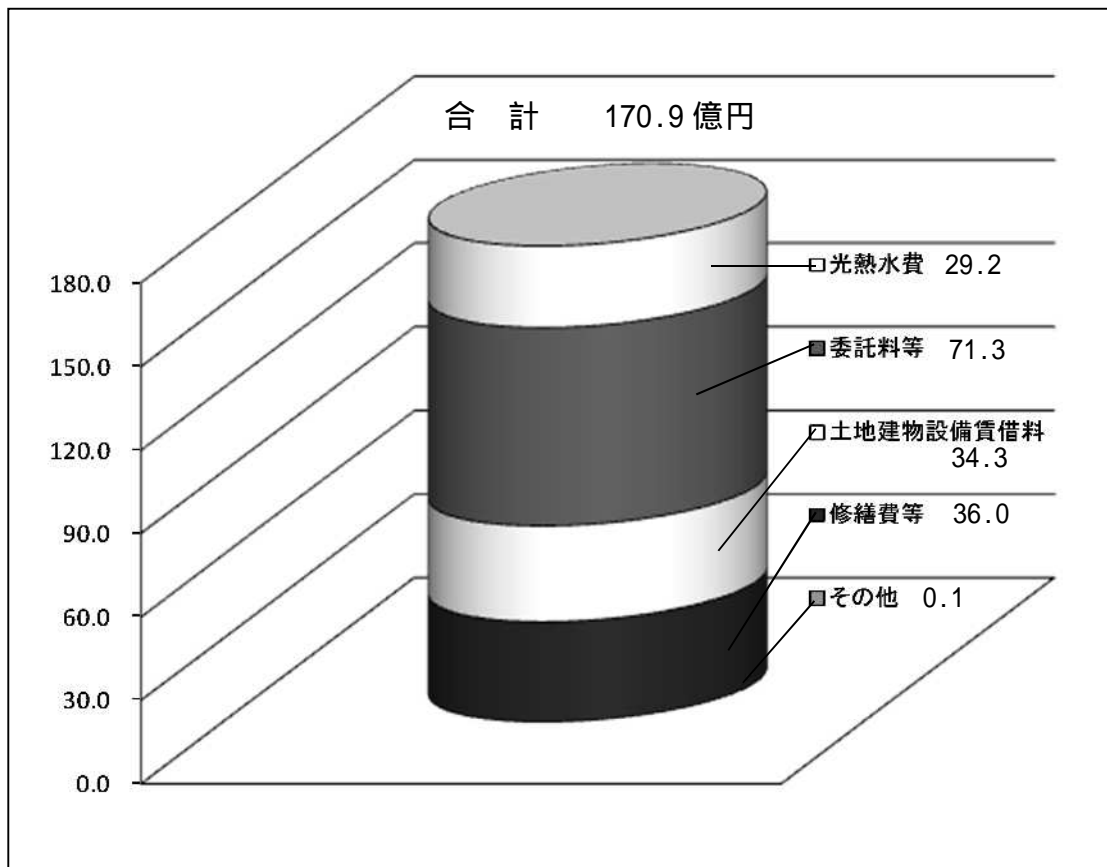 合 計 170.9億円
180.0
150.0
120.0
90.0
60.0
30.0
0.0
光熱水費 29.2
委託料等 71.3
土地建物設備賃借料
34.3
修繕費等 36.0
その他 0.1